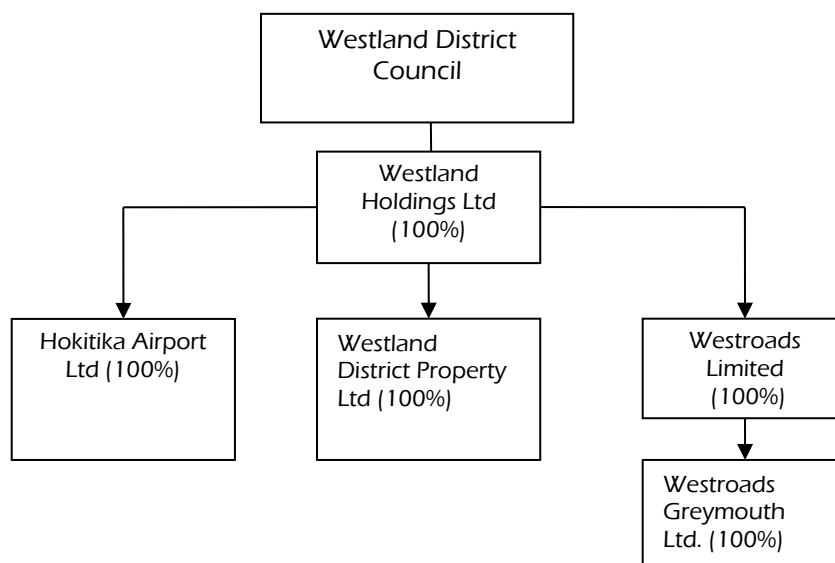 Westland District
Council
Westland
Holdings Ltd
(100%)
Hokitika Airport
Ltd (100%)
Westland
District Property
Ltd (100%)
Westroads
Limited
(100%)
Westroads
Greymouth
Ltd. (100%)